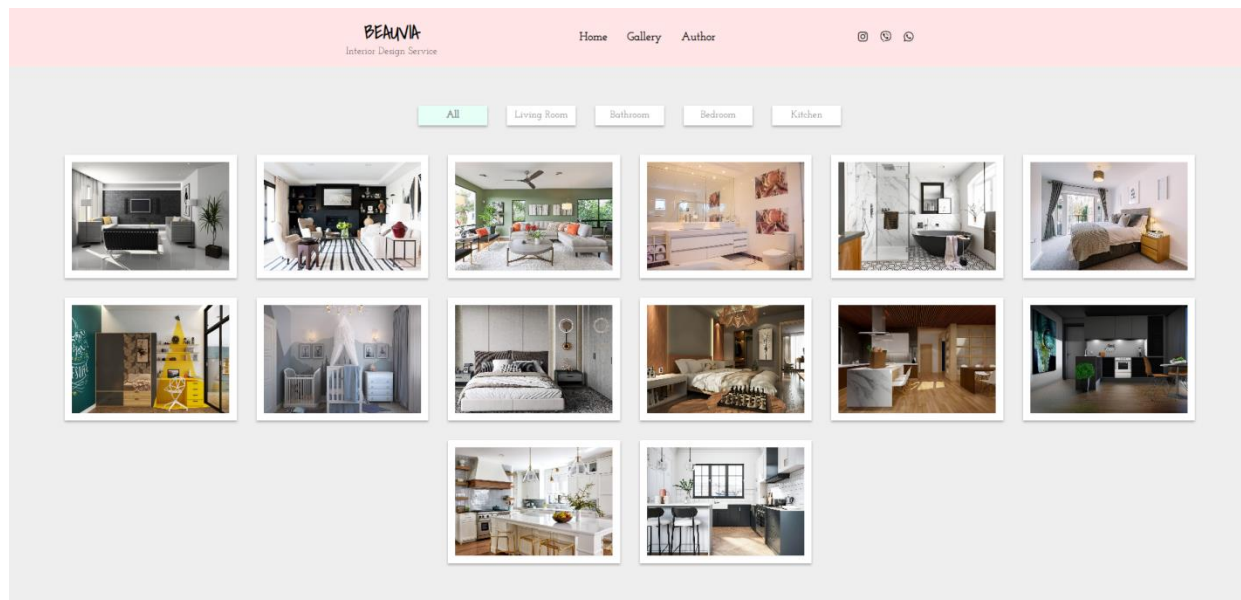 BEAUVIA
Interior Design Service
Home Gallery Author
All Living Room Bathroom Bedroom Kitchen